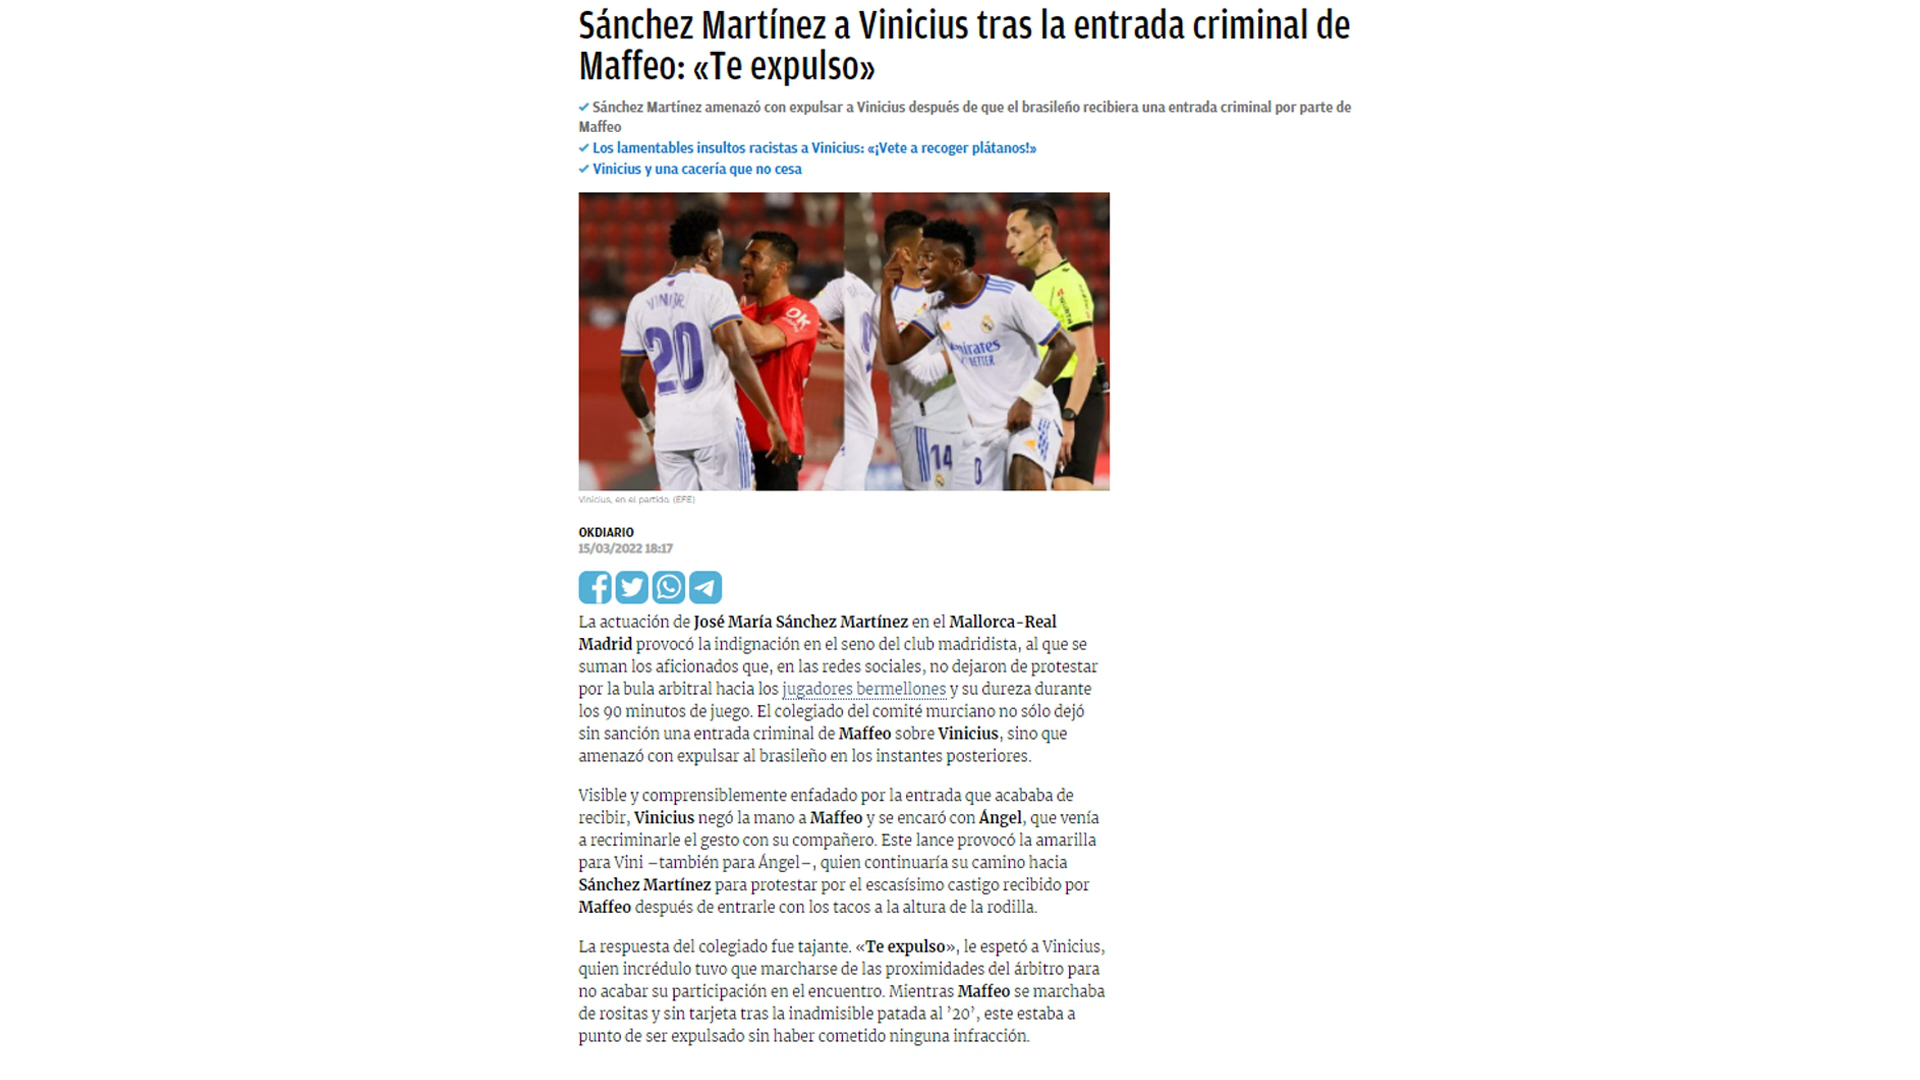 Sánchez Martínez a Vinicius tras la entrada criminal de
Maffeo: «Te expulso»
Sánchez Martínez amenazó con expulsar a Vinicius después de que el brasileño recibiera una entrada criminal por parte de
Maffeo
Los lamentables insultos racistas a Vinicius: «¡Vete a recoger plátanos!»
Vinicius y una cacería que no cesa
VINI JR.
20
OK
Emirates
FLY BETTER
14
0
Vinicius, en el partido. (EFE)
OKDIARIO
15/03/2022 18:17
La actuación de José María Sánchez Martínez en el Mallorca-Real
Madrid provocó la indignación en el seno del club madridista, al que se
suman los aficionados que, en las redes sociales, no dejaron de protestar
por la bula arbitral hacia los jugadores bermellones y su dureza durante
los 90 minutos de juego. El colegiado del comité murciano no sólo dejó
sin sanción una entrada criminal de Maffeo sobre Vinicius, sino que
amenazó con expulsar al brasileño en los instantes posteriores.
Visible y comprensiblemente enfadado por la entrada que acababa de
recibir, Vinicius negó la mano a Maffeo y se encaró con Ángel, que venía
a recriminarle el gesto con su compañero. Este lance provocó la amarilla
para Vini –también para Ángel–, quien continuaría su camino hacia
Sánchez Martínez para protestar por el escasísimo castigo recibido por
Maffeo después de entrarle con los tacos a la altura de la rodilla.
La respuesta del colegiado fue tajante. «Te expulso», le espetó a Vinicius,
quien incrédulo tuvo que marcharse de las proximidades del árbitro para
no acabar su participación en el encuentro. Mientras Maffeo se marchaba
de rositas y sin tarjeta tras la inadmisible patada al ’20’, este estaba a
punto de ser expulsado sin haber cometido ninguna infracción.